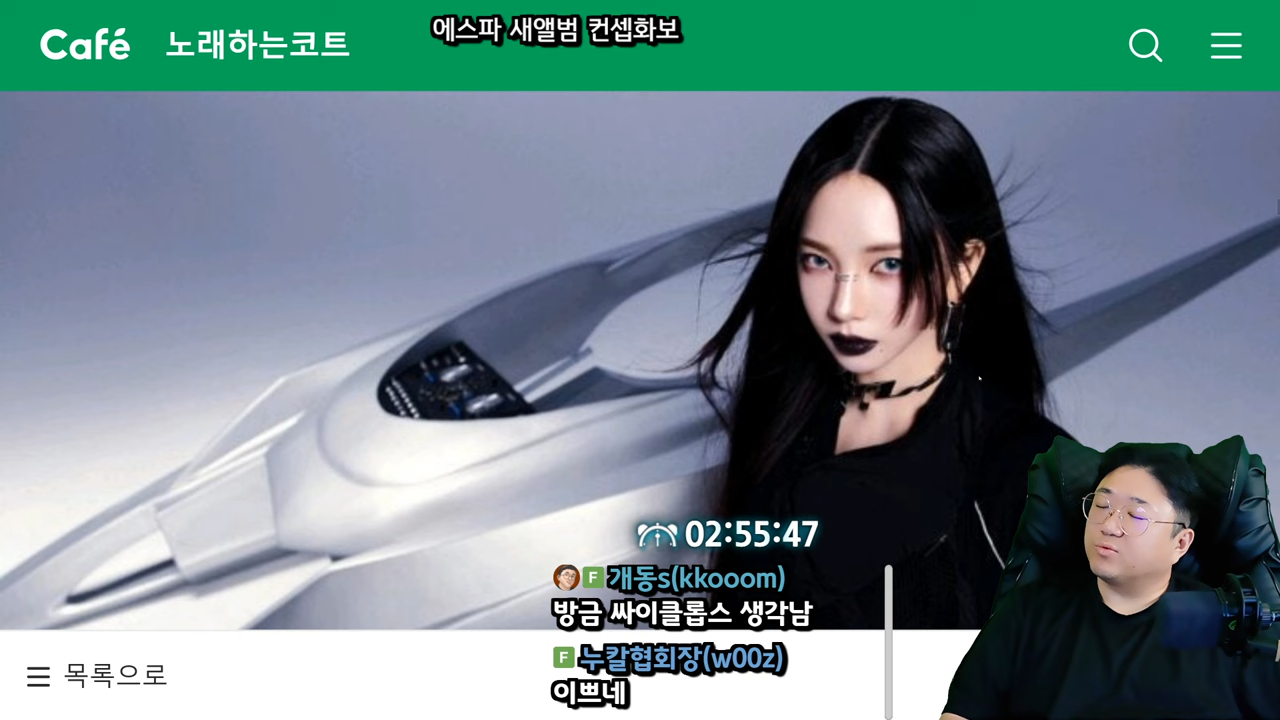 에스파 새앨범 컨셉화보
Café 노래하는코트
02:55:47
F 개동s(kkooom)
방금 싸이클롭스 생각남
F 누칼협회장(w00z)
이쁘네
목록으로